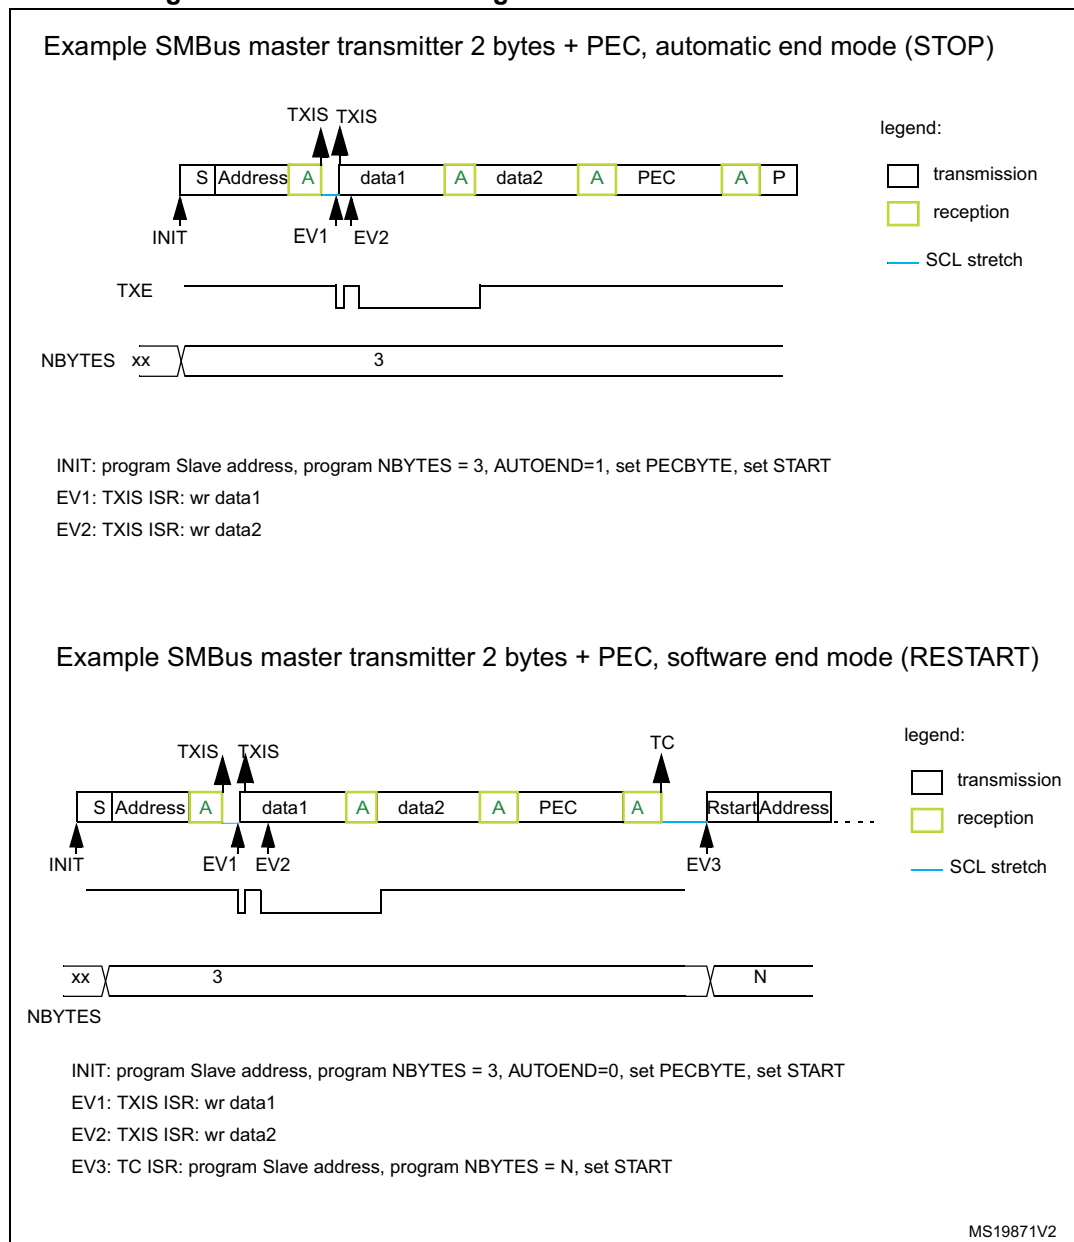 Example SMBus master transmitter 2 bytes + PEC, automatic end mode (STOP)
TXIS TXIS
legend:
S Address A data1 A data2 A PEC A P
transmission
reception
INIT EV1 EV2
SCL stretch
TXE
NBYTES xx 3
INIT: program Slave address, program NBYTES = 3, AUTOEND=1, set PECBYTE, set START
EV1: TXIS ISR: wr data1
EV2: TXIS ISR: wr data2
Example SMBus master transmitter 2 bytes + PEC, software end mode (RESTART)
TXIS TXIS TC
legend:
transmission
S Address A data1 A data2 A PEC A Rstart Address
reception
INIT EV1 EV2 EV3
SCL stretch
xx 3 N
NBYTES
INIT: program Slave address, program NBYTES = 3, AUTOEND=0, set PECBYTE, set START
EV1: TXIS ISR: wr data1
EV2: TXIS ISR: wr data2
EV3: TC ISR: program Slave address, program NBYTES = N, set START
MS19871V2